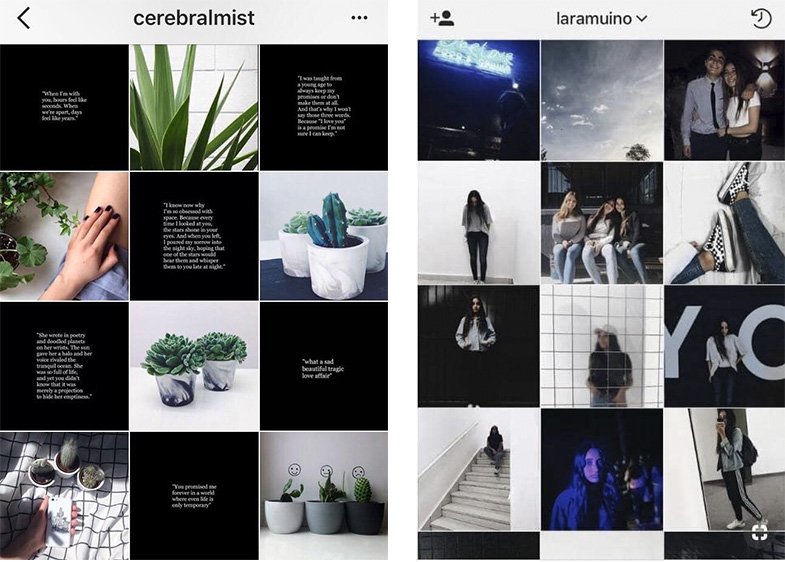 cerebralmist
"When I'm with
you, hours feel like
seconds. When
we're apart, days
feel like years."
"I was taught from
a young age to
always keep my
promises or don't
make them at all.
And that's why I won't
say those three words.
Because "I love you"
is a promise I'm not
sure I can keep."
"I know now why
I'm so obsessed with
space. Because every
time I looked at you,
the stars shone in your
eyes. And when you left,
I poured my sorrow into
the night sky, hoping that
one of the stars would
hear them and whisper
them to you late at night."
"She wrote in poetry
and doodled planets
on her wrists. The sun
gave her a halo and her
voice rivaled the
tranquil ocean. She
was so full of life,
and yet you didn't
know that it was
merely a projection
to hide her emptiness."
"what a sad
beautiful tragic
love affair"
"You promised me
forever in a world
where even life is
only temporary"
laramuino
Y O